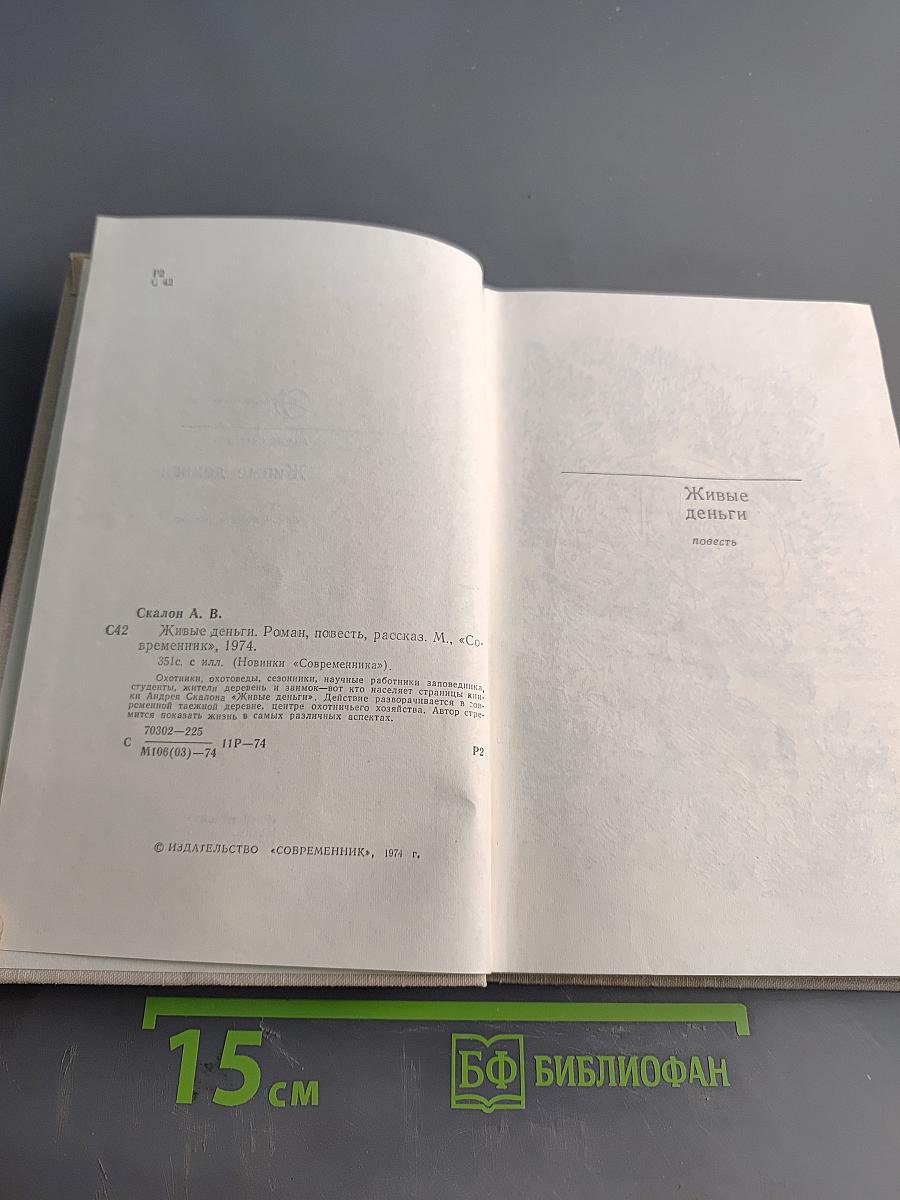 Р2
С 42
Скалон А. В.
С42 Живые деньги. Роман, повесть, рассказ. М., «Со-
временник», 1974.
351с. с илл. (Новинки «Современника»).
Охотники, охотоведы, сезонники, научные работники заповедника,
студенты, жители деревень и заимок—вот кто населяет страницы кни-
ки Андрея Скалона «Живые деньги». Действие разворачивается в сов-
ременной таежной деревне, центре охотничьего хозяйства. Автор стре-
мится показать жизнь в самых различных аспектах.
70302—225
С М106(03)—74 11Р—74 Р2
© ИЗДАТЕЛЬСТВО «СОВРЕМЕННИК», 1974 г.
Живые
деньги
повесть
15 см
БФ БИБЛИОФАН